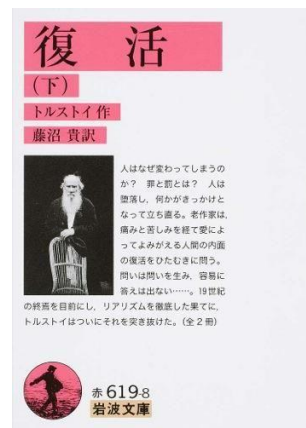 復活
(下)
トルストイ作
藤沼 貴訳
人はなぜ変わってしまうの
か？ 罪と罰とは？ 人は
堕落し、何かがきっかけと
なって立ち直る。老作家は、
痛みと苦しみを経て愛によ
ってよみがえる人間の内面
の復活をひたむきに問う。
問いは問いを生み、容易に
答えは出ない……。19世紀
の終焉を目前にし、リアリズムを徹底した果てに、
トルストイはついにそれを突き抜けた。(全2冊)
赤 619-8
岩波文庫